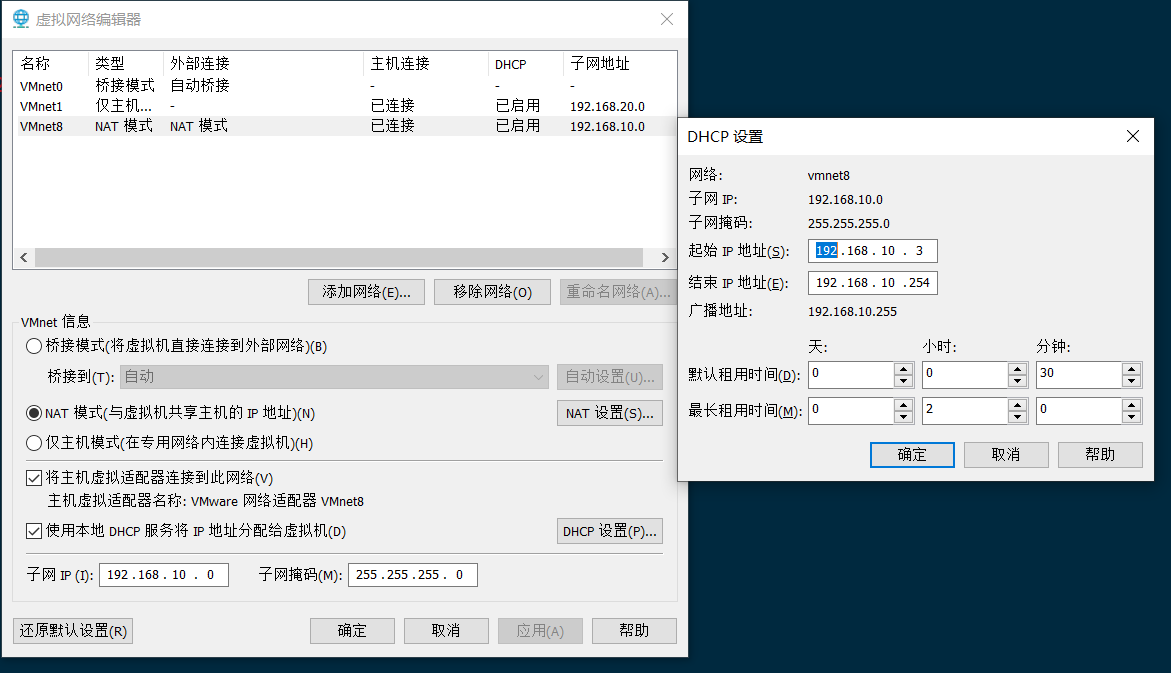 虚拟网络编辑器
名称 类型 外部连接 主机连接 DHCP 子网地址
VMnet0 桥接模式 自动桥接 - - -
VMnet1 仅主机... - 已连接 已启用 192.168.20.0
VMnet8 NAT 模式 NAT 模式 已连接 已启用 192.168.10.0
添加网络(E)... 移除网络(O) 重命名网络(A)...
VMnet 信息
桥接模式(将虚拟机直接连接到外部网络)(B)
桥接到(T): 自动 自动设置(U)...
NAT 模式(与虚拟机共享主机的 IP 地址)(N) NAT 设置(S)...
仅主机模式(在专用网络内连接虚拟机)(H)
将主机虚拟适配器连接到此网络(V)
主机虚拟适配器名称: VMware 网络适配器 VMnet8
使用本地 DHCP 服务将 IP 地址分配给虚拟机(D) DHCP 设置(P)...
子网 IP (I): 192 . 168 . 10 . 0 子网掩码(M): 255 . 255 . 255 . 0
还原默认设置(R) 确定 取消 应用(A) 帮助
DHCP 设置
网络: vmnet8
子网 IP: 192.168.10.0
子网掩码: 255.255.255.0
起始 IP 地址(S): 192 . 168 . 10 . 3
结束 IP 地址(E): 192 . 168 . 10 . 254
广播地址: 192.168.10.255
天: 小时: 分钟:
默认租用时间(D): 0 0 30
最长租用时间(M): 0 2 0
确定 取消 帮助